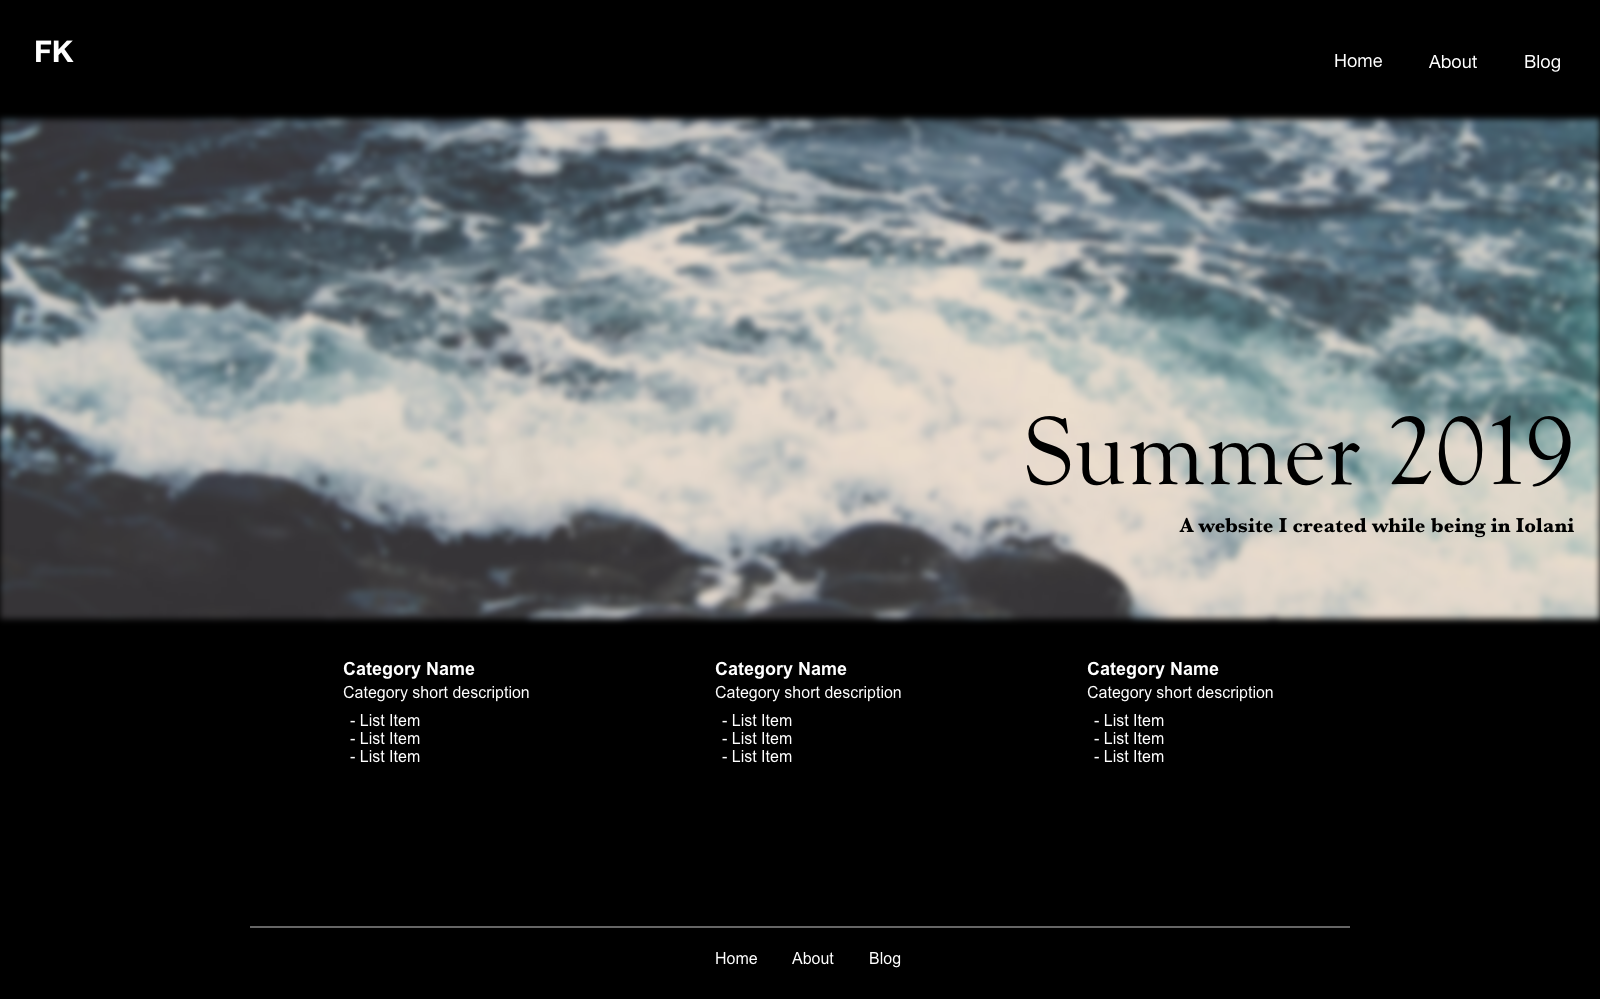 FK
Home About Blog
Summer 2019
A website I created while being in Iolani
Category Name
Category short description
- List Item
- List Item
- List Item
Category Name
Category short description
- List Item
- List Item
- List Item
Category Name
Category short description
- List Item
- List Item
- List Item
Home About Blog